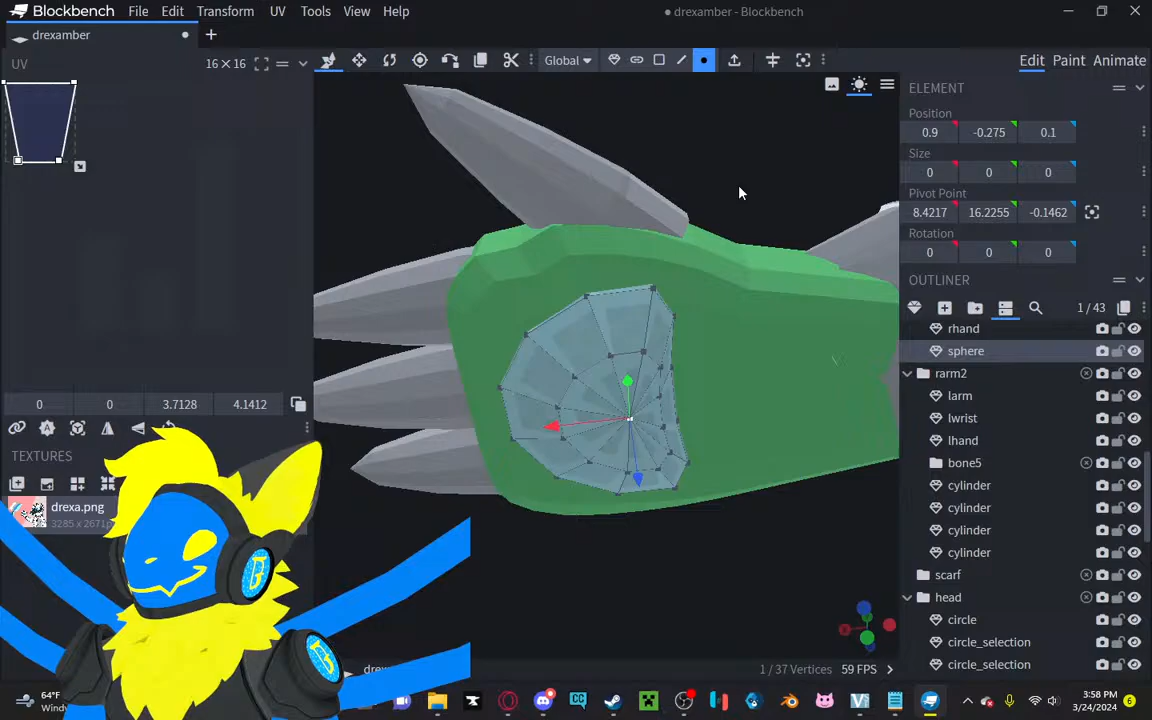 Blockbench File Edit Transform UV Tools View Help
drexamber - Blockbench
drexamber
UV 16×16
Global
Edit Paint Animate
ELEMENT
Position
0.9 -0.275 0.1
Size
0 0 0
Pivot Point
8.4217 16.2255 -0.1462
Rotation
0 0 0
OUTLINER
1 / 43
rhand
sphere
rarm2
larm
lwrist
lhand
bone5
cylinder
cylinder
cylinder
cylinder
scarf
head
circle
circle_selection
circle_selection
0 0 3.7128 4.1412
TEXTURES
drexa.png
3285 x 2671p
1 / 37 Vertices 59 FPS
64°F
Windy
3:58 PM
3/24/2024
6